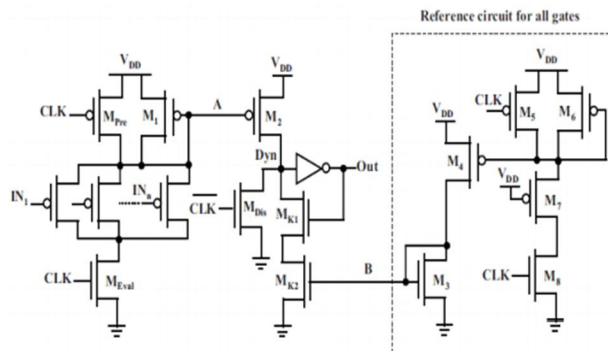 Reference circuit for all gates
VDD
VDD
VDD
CLK
MPre
M1
A
M2
VDD
M4
CLK
M5
M6
Dyn
Out
VDD
M7
IN1
INn
CLK
MDis
MK1
CLK
MEval
MK2
B
M3
CLK
M8